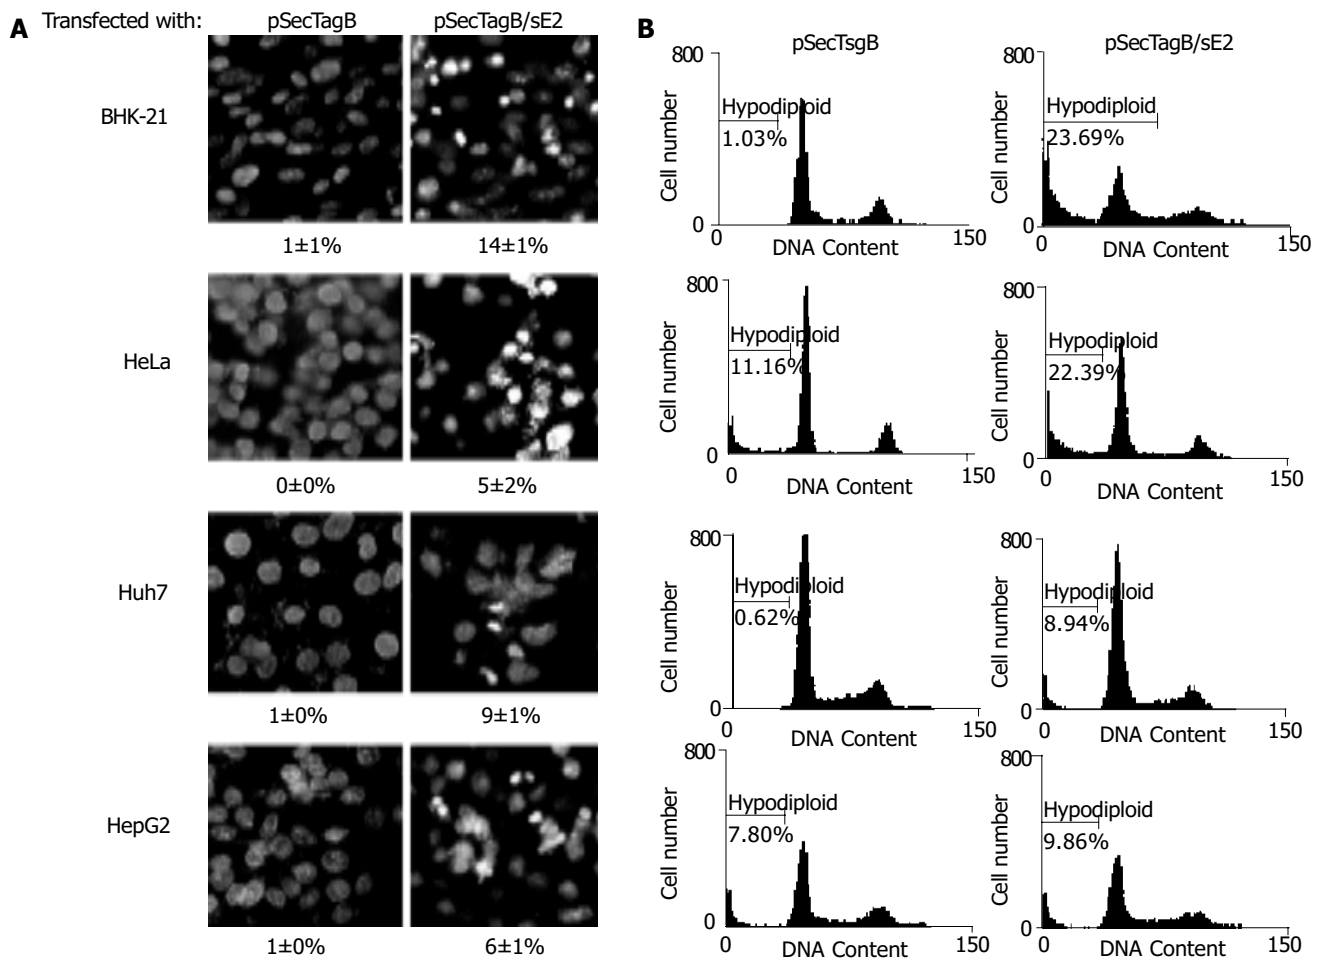 A
Transfected with:
pSecTagB
pSecTagB/sE2
BHK-21
1±1%
14±1%
HeLa
0±0%
5±2%
Huh7
1±0%
9±1%
HepG2
1±0%
6±1%
B
pSecTsgB
pSecTagB/sE2
800
Cell number
Hypodiploid
1.03%
0
0
150
DNA Content
800
Cell number
Hypodiploid
23.69%
0
0
150
DNA Content
800
Cell number
Hypodiploid
11.16%
0
0
150
DNA Content
800
Cell number
Hypodiploid
22.39%
0
0
150
DNA Content
800
Cell number
Hypodiploid
0.62%
0
0
150
DNA Content
800
Cell number
Hypodiploid
8.94%
0
0
150
DNA Content
800
Cell number
Hypodiploid
7.80%
0
0
150
DNA Content
800
Cell number
Hypodiploid
9.86%
0
0
150
DNA Content